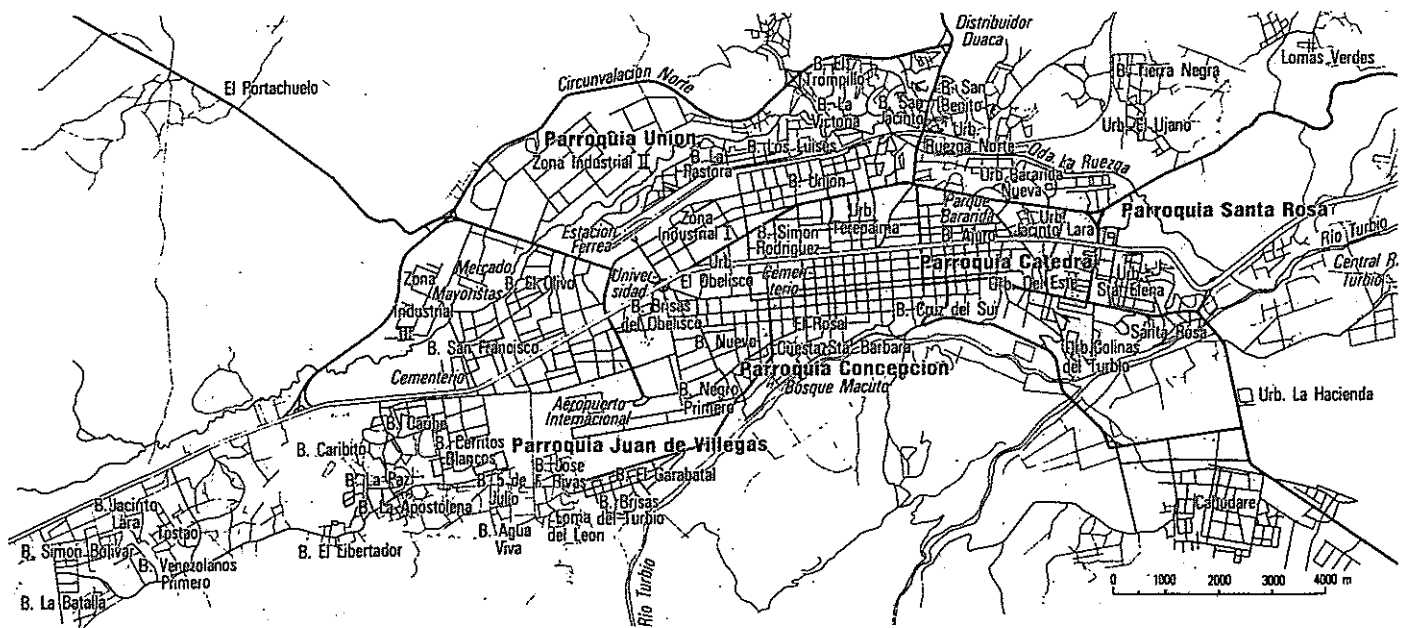 Distribuidor
Duaca
Lomas Verdes
El Portachuelo
Circunvalacion Norte
B. El
Trompillo
B. Tierra Negra
B. San
Benito
B. La
Victoria
B. San
Jacinto
Urb. El Ujano
Parroquia Union
Urb.
Ruezga Norte
Zona Industrial II
B. La
Pastora
B. Los Luises
Qda. La Ruezga
B. Union
Urb. Bararida
Nueva
Parque
Bararida
Parroquia Santa Rosa
Zona
Industrial I
Urb.
Terepaima
Urb.
Jacinto Lara
Estacion
Ferrea
B. Simon
Rodriguez
B. Ajuro
Rio Turbio
Mercado
Mayoristas
Univer-
sidad
Urb.
El Obelisco
Cemen-
terio
Parroquia Catedral
Central R.
Turbio
Zona
Industrial
III
B. El Olivo
Urb. Del Este
Urb.
Sta. Elena
B. Brisas
del Obelisco
B. Cruz del Sur
El Rosal
Santa Rosa
B. San Francisco
B. Nuevo
Cuesta Sta. Barbara
Urb. Colinas
del Turbio
Cementerio
Parroquia Concepcion
B. Negro
Primero
Bosque Macuto
Urb. La Hacienda
Aeropuerto
Internacional
B. Caribe
B. Caribito
B. Cerritos
Blancos
Parroquia Juan de Villegas
B. La Paz
B. 5 de
Julio
B. Jose
F. Rivas
B. El Garabatal
B. La Apostolena
B. Brisas
del Turbio
B. Jacinto
Lara
Tostao
Loma
del Leon
Cabudare
B. Agua
Viva
B. Simon Bolivar
B. El Libertador
B. Venezolanos
Primero
B. La Batalla
Rio Turbio
0 1000 2000 3000 4000 m